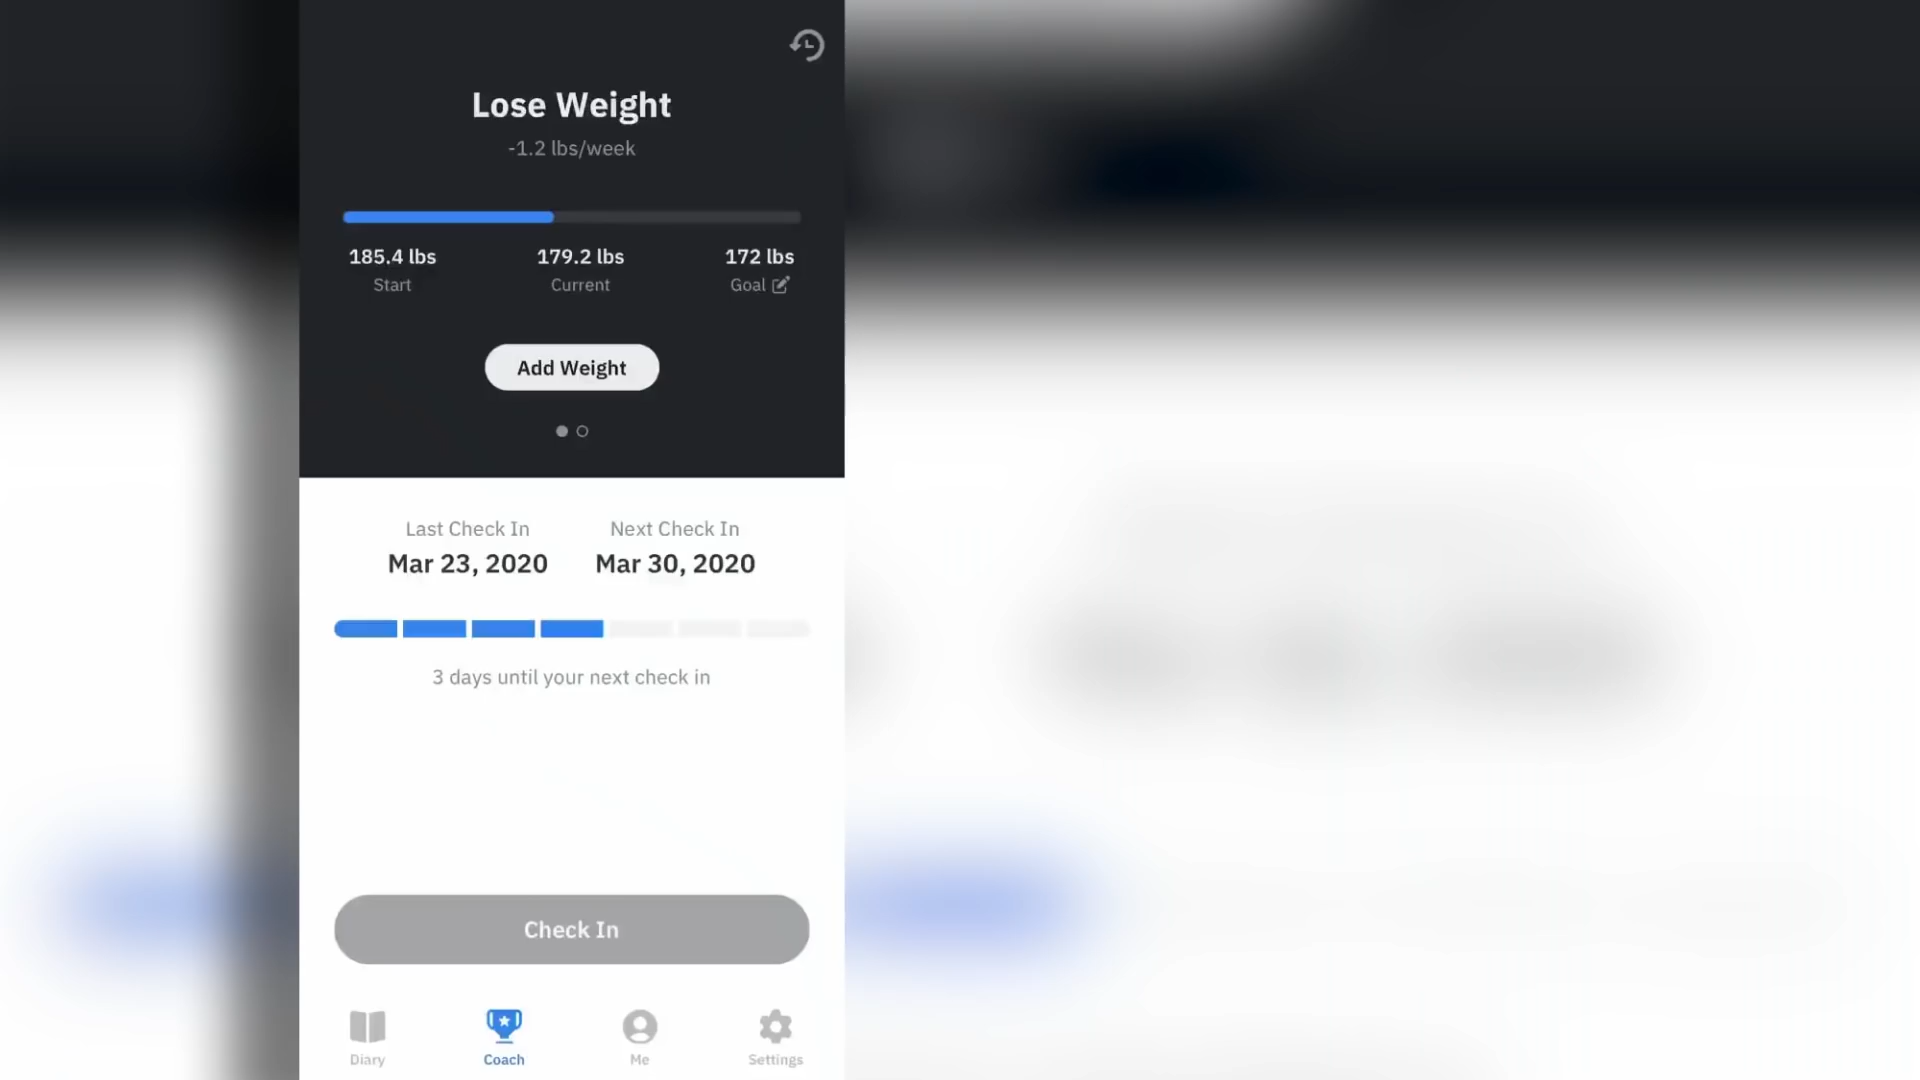 Lose Weight
-1.2 lbs/week
185.4 lbs
Start
179.2 lbs
Current
172 lbs
Goal
Add Weight
Last Check In
Mar 23, 2020
Next Check In
Mar 30, 2020
3 days until your next check in
Check In
Diary
Coach
Me
Settings